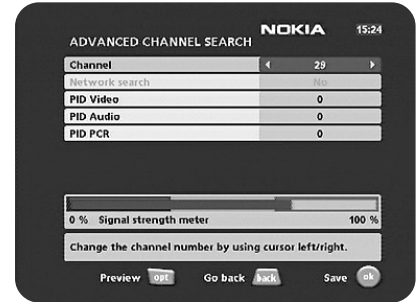 NOKIA 15:24
ADVANCED CHANNEL SEARCH
Channel 29
Network search No
PID Video 0
PID Audio 0
PID PCR 0
0 % Signal strength meter 100 %
Change the channel number by using cursor left/right.
Preview opt Go back back Save ok